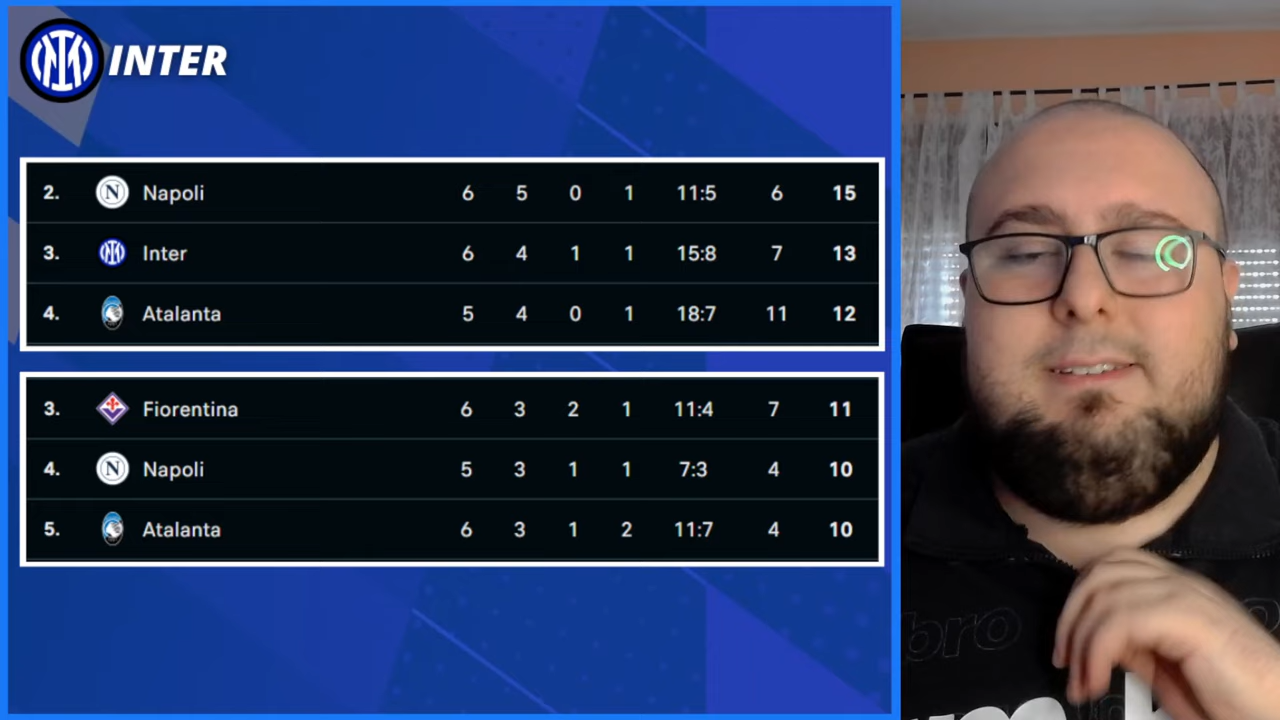 INTER
2. N Napoli 6 5 0 1 11:5 6 15
3. Inter 6 4 1 1 15:8 7 13
4. Atalanta 5 4 0 1 18:7 11 12
3. Fiorentina 6 3 2 1 11:4 7 11
4. N Napoli 5 3 1 1 7:3 4 10
5. Atalanta 6 3 1 2 11:7 4 10
bro